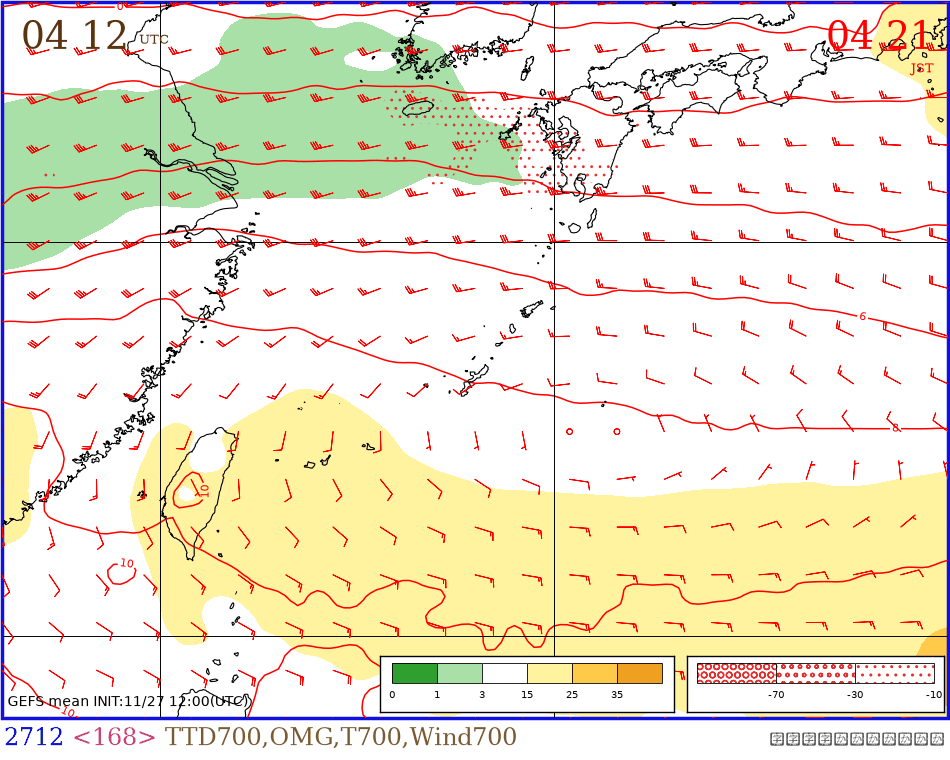 04 12 UTC
04 21 JST
0
6
8
10
10
10
GEFS mean INIT:11/27 12:00(UTC)
0 1 3 15 25 35
-70 -30 -10
2712 <168> TTD700,OMG,T700,Wind700